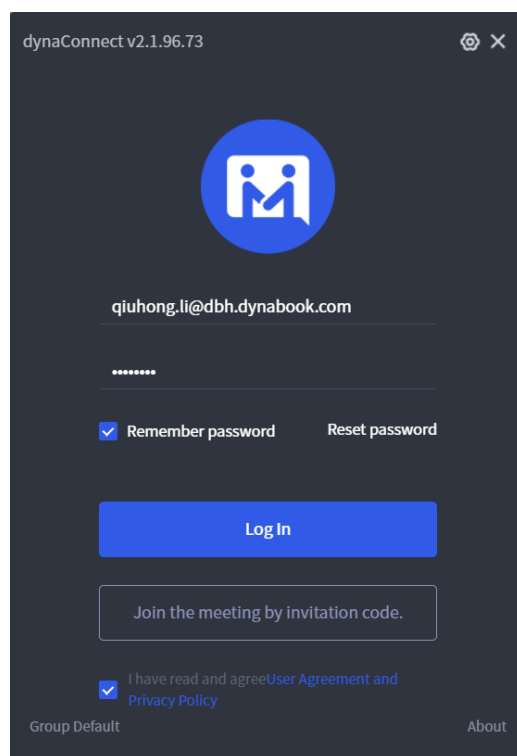 dynaConnect v2.1.96.73
qiuhong.li@dbh.dynabook.com
••••••••
Remember password
Reset password
Log In
Join the meeting by invitation code.
I have read and agreeUser Agreement and
Privacy Policy
Group Default
About